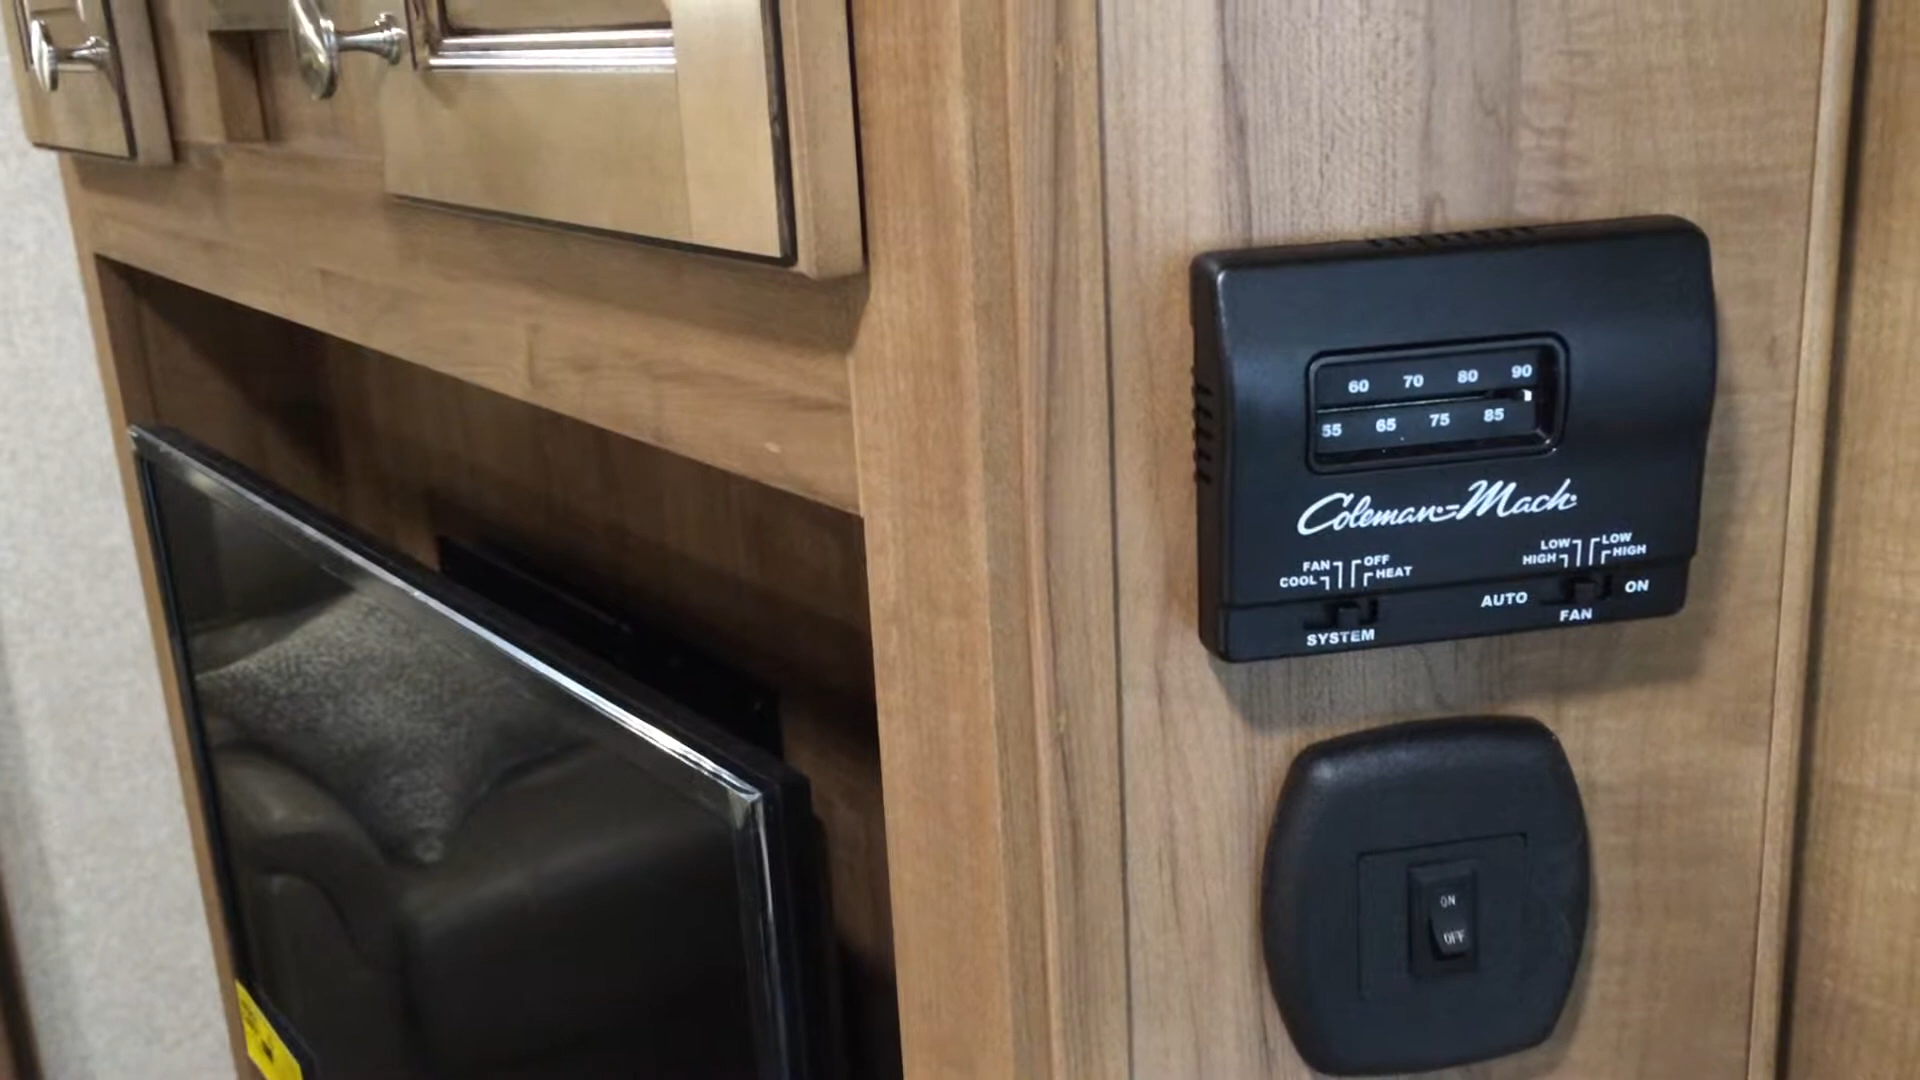 60 70 80 90
55 65 75 85
Coleman-Mach
FAN OFF
COOL HEAT
SYSTEM
LOW LOW
HIGH HIGH
AUTO ON
FAN
ON
OFF